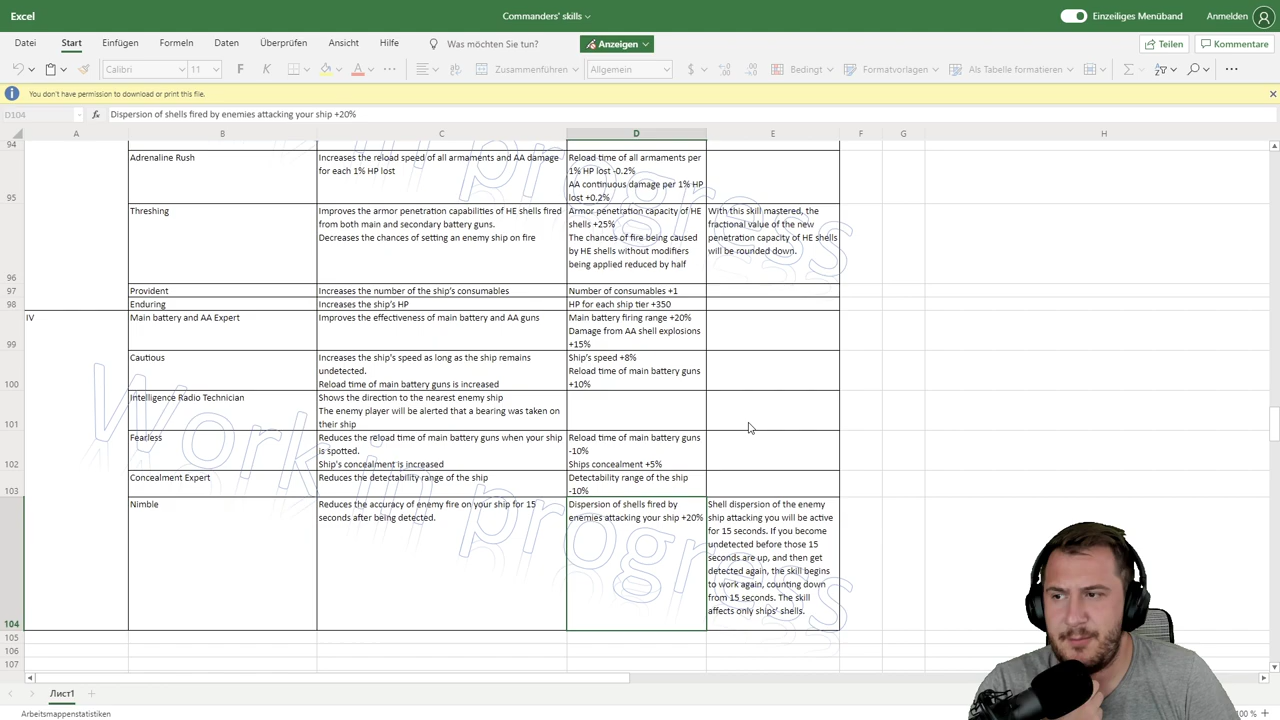 Excel
Commanders' skills
Einzeiliges Menüband
Anmelden
Datei Start Einfügen Formeln Daten Überprüfen Ansicht Hilfe Was möchten Sie tun? Anzeigen Teilen Kommentare
Calibri 11 F K Zusammenführen Allgemein $ Bedingt Formatvorlagen Als Tabelle formatieren
You don't have permission to download or print this file.
D104 fx Dispersion of shells fired by enemies attacking your ship +20%
A B C D E F G H
94
Adrenaline Rush
Increases the reload speed of all armaments and AA damage
for each 1% HP lost
Reload time of all armaments per
1% HP lost -0.2%
AA continuous damage per 1% HP
lost +0.2%
95
Threshing
Improves the armor penetration capabilities of HE shells fired
from both main and secondary battery guns.
Decreases the chances of setting an enemy ship on fire
Armor penetration capacity of HE
shells +25%
The chances of fire being caused
by HE shells without modifiers
being applied reduced by half
With this skill mastered, the
fractional value of the new
penetration capacity of HE shells
will be rounded down.
96
97 Provident Increases the number of the ship's consumables Number of consumables +1
98 Enduring Increases the ship's HP HP for each ship tier +350
IV
Main battery and AA Expert
Improves the effectiveness of main battery and AA guns
Main battery firing range +20%
Damage from AA shell explosions
+15%
99
Cautious
Increases the ship's speed as long as the ship remains
undetected.
Reload time of main battery guns is increased
Ship's speed +8%
Reload time of main battery guns
+10%
100
Intelligence Radio Technician
Shows the direction to the nearest enemy ship
The enemy player will be alerted that a bearing was taken on
their ship
101
Fearless
Reduces the reload time of main battery guns when your ship
is spotted.
Ship's concealment is increased
Reload time of main battery guns
-10%
Ships concealment +5%
102
Concealment Expert
Reduces the detectability range of the ship
Detectability range of the ship
-10%
103
Nimble
Reduces the accuracy of enemy fire on your ship for 15
seconds after being detected.
Dispersion of shells fired by
enemies attacking your ship +20%
Shell dispersion of the enemy
ship attacking you will be active
for 15 seconds. If you become
undetected before those 15
seconds are up, and then get
detected again, the skill begins
to work again, counting down
from 15 seconds. The skill
affects only ships' shells.
104
105
106
107
Work in progress
Лист1
Arbeitsmappenstatistiken
100 %